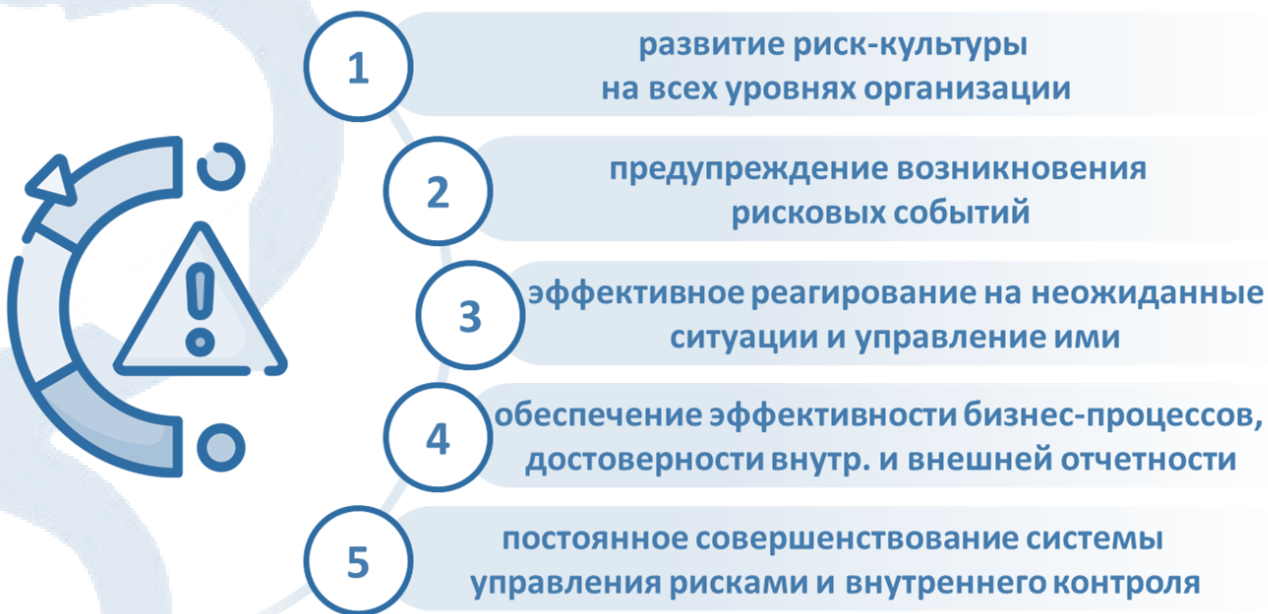 1
развитие риск-культуры
на всех уровнях организации
2
предупреждение возникновения
рисковых событий
3
эффективное реагирование на неожиданные
ситуации и управление ими
4
обеспечение эффективности бизнес-процессов,
достоверности внутр. и внешней отчетности
5
постоянное совершенствование системы
управления рисками и внутреннего контроля